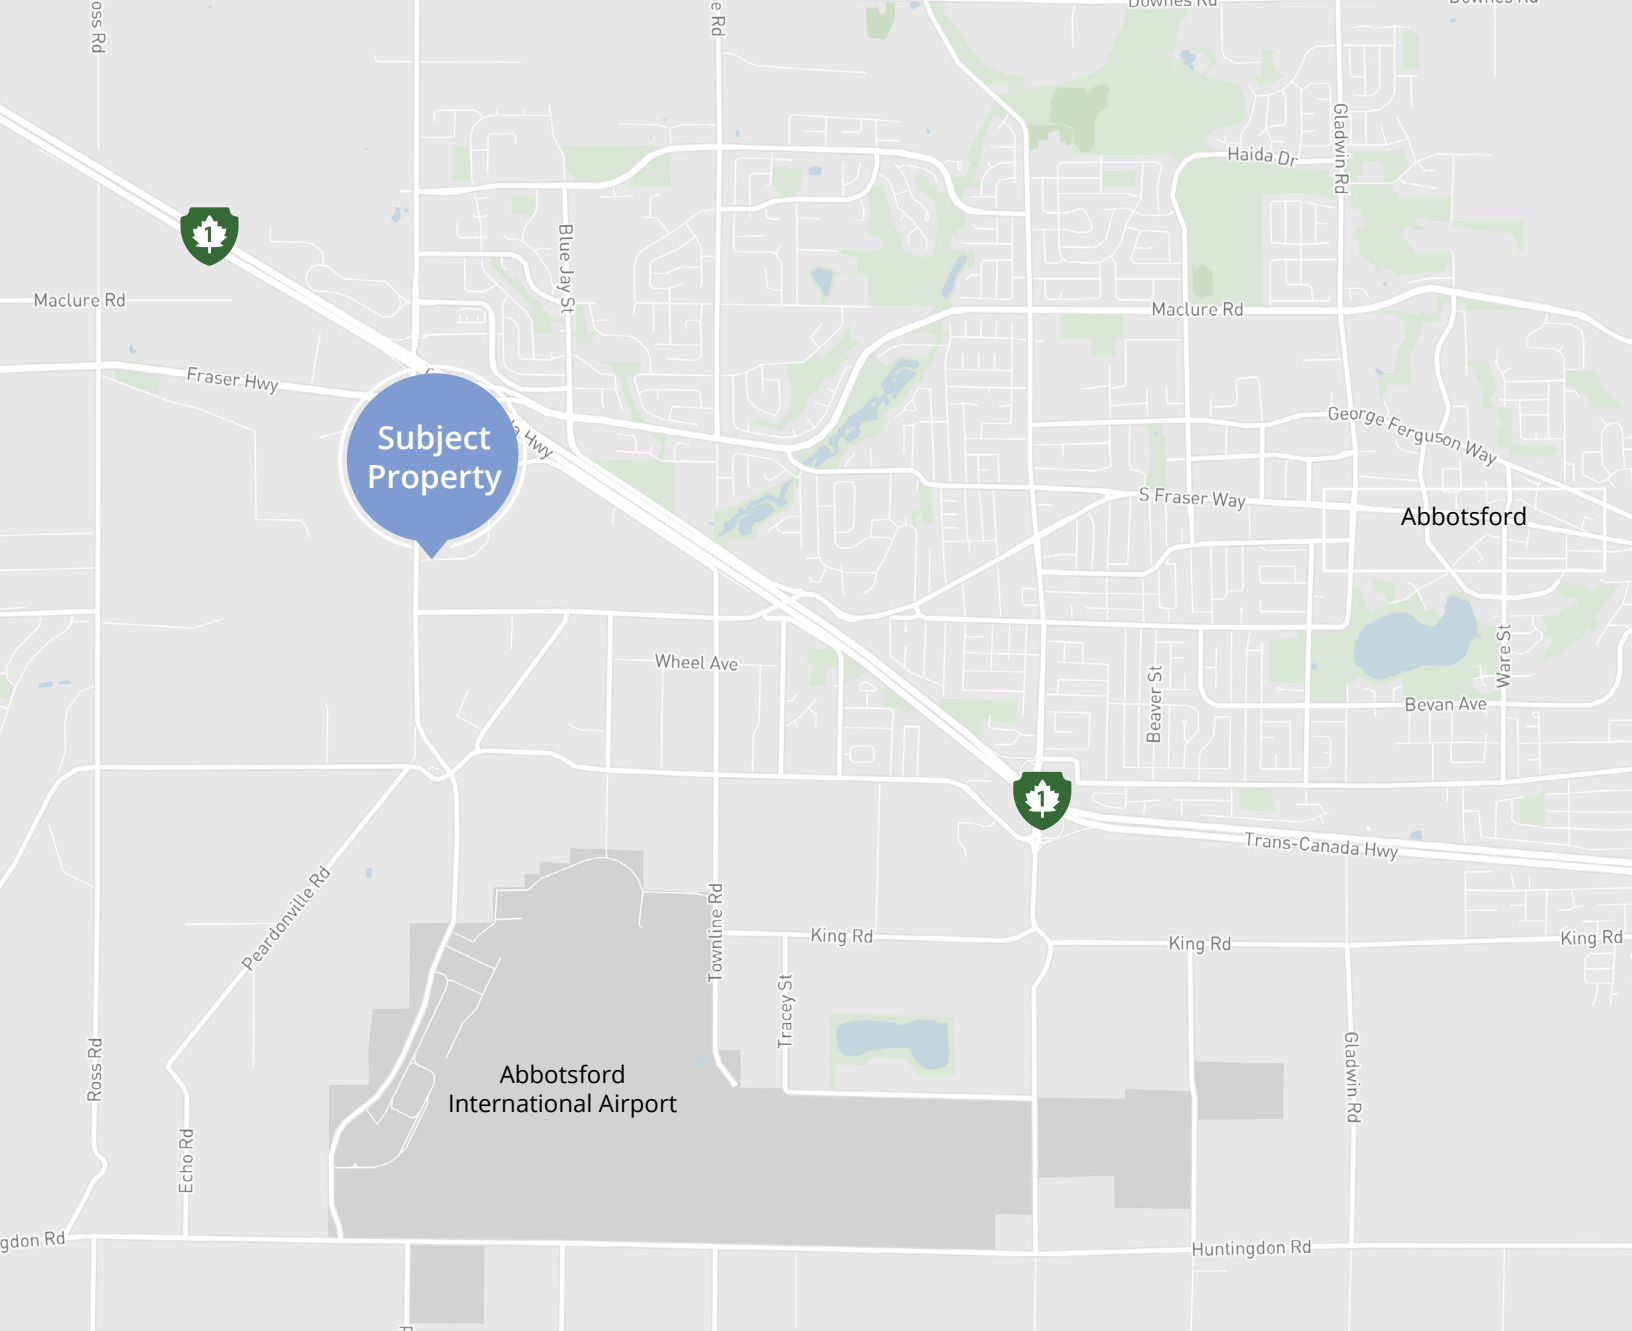 Downes Rd
Downes Rd
Ross Rd
Gladwin Rd
Haida Dr
1
Blue Jay St
Maclure Rd
Maclure Rd
Fraser Hwy
Subject
Property
Hwy
George Ferguson Way
S Fraser Way
Abbotsford
Wheel Ave
Beaver St
Ware St
Bevan Ave
1
Trans-Canada Hwy
Peardonville Rd
Townline Rd
King Rd
King Rd
King Rd
Tracey St
Ross Rd
Gladwin Rd
Abbotsford
International Airport
Echo Rd
gdon Rd
Huntingdon Rd